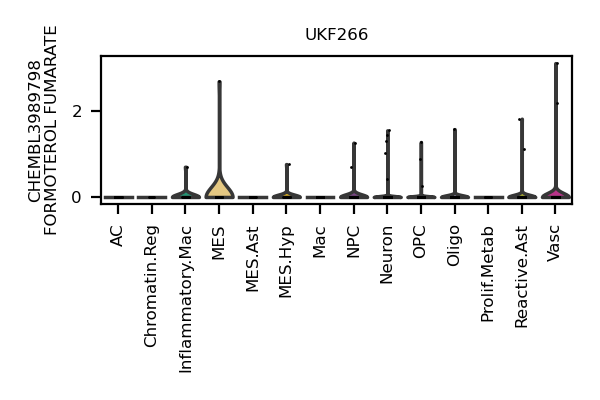 UKF266
CHEMBL3989798
FORMOTEROL FUMARATE
2
0
AC
Chromatin.Reg
Inflammatory.Mac
MES
MES.Ast
MES.Hyp
Mac
NPC
Neuron
OPC
Oligo
Prolif.Metab
Reactive.Ast
Vasc